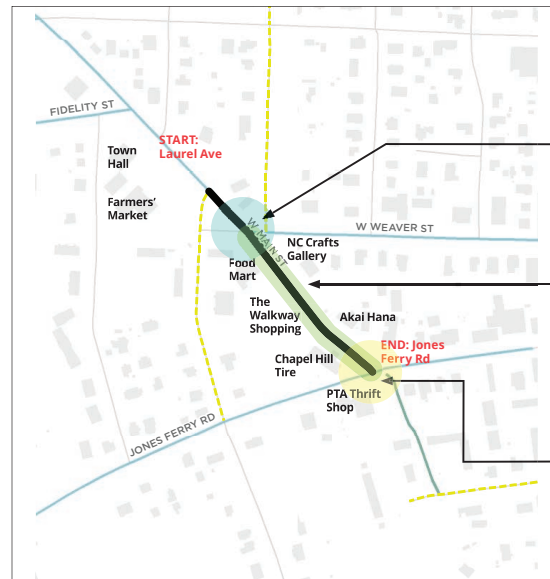 FIDELITY ST
START:
Laurel Ave
Town
Hall
Farmers’
Market
W MAIN ST
W WEAVER ST
NC Crafts
Gallery
Food
Mart
The
Walkway
Shopping
Akai Hana
END: Jones
Ferry Rd
Chapel Hill
Tire
PTA Thrift
Shop
JONES FERRY RD